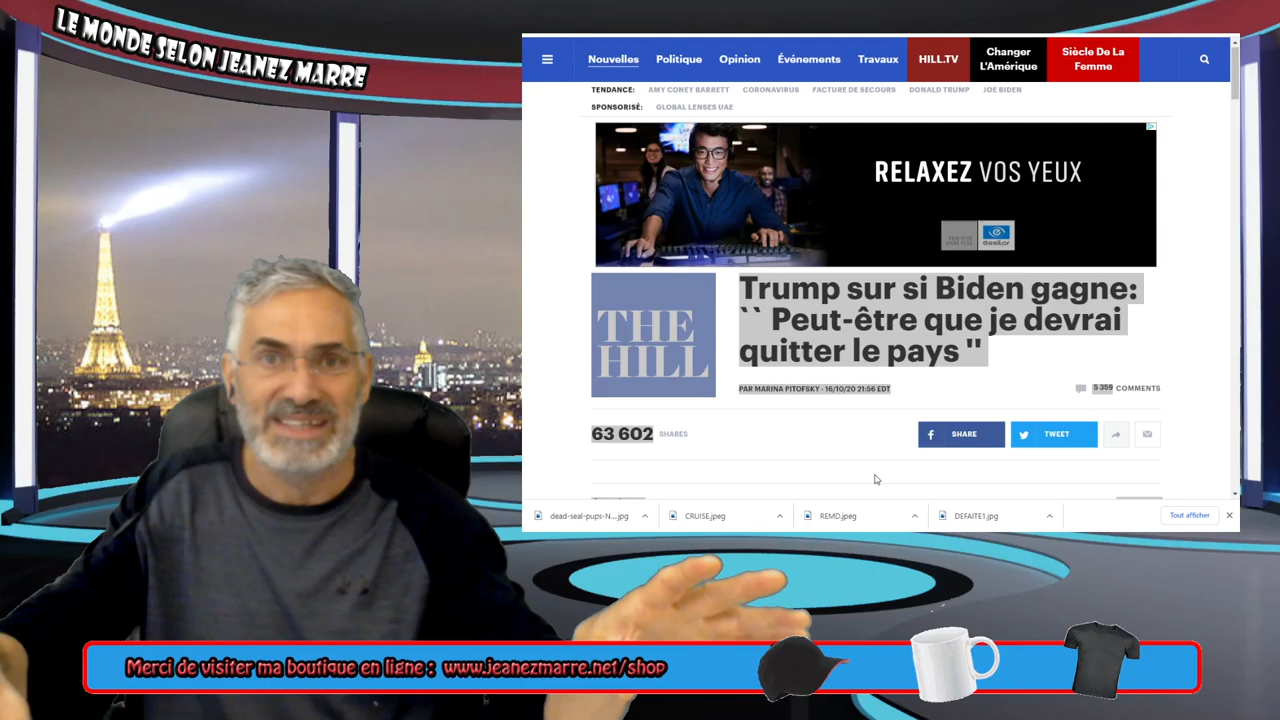 LE MONDE SELON JEANEZ MARRE
Nouvelles Politique Opinion Événements Travaux HILL.TV Changer L'Amérique Siècle De La Femme
TENDANCE: AMY CONEY BARRETT CORONAVIRUS FACTURE DE SECOURS DONALD TRUMP JOE BIDEN
SPONSORISÉ: GLOBAL LENSES UAE
RELAXEZ VOS YEUX
essilor
THE
HILL
Trump sur si Biden gagne:
`` Peut-être que je devrai
quitter le pays ''
PAR MARINA PITOFSKY - 16/10/20 21:56 EDT
5 359 COMMENTS
63 602 SHARES
SHARE
TWEET
dead-seal-pups-N....jpg CRUISE.jpeg REMD.jpeg DEFAITE1.jpg Tout afficher
Merci de visiter ma boutique en ligne : www.jeanezmarre.net/shop